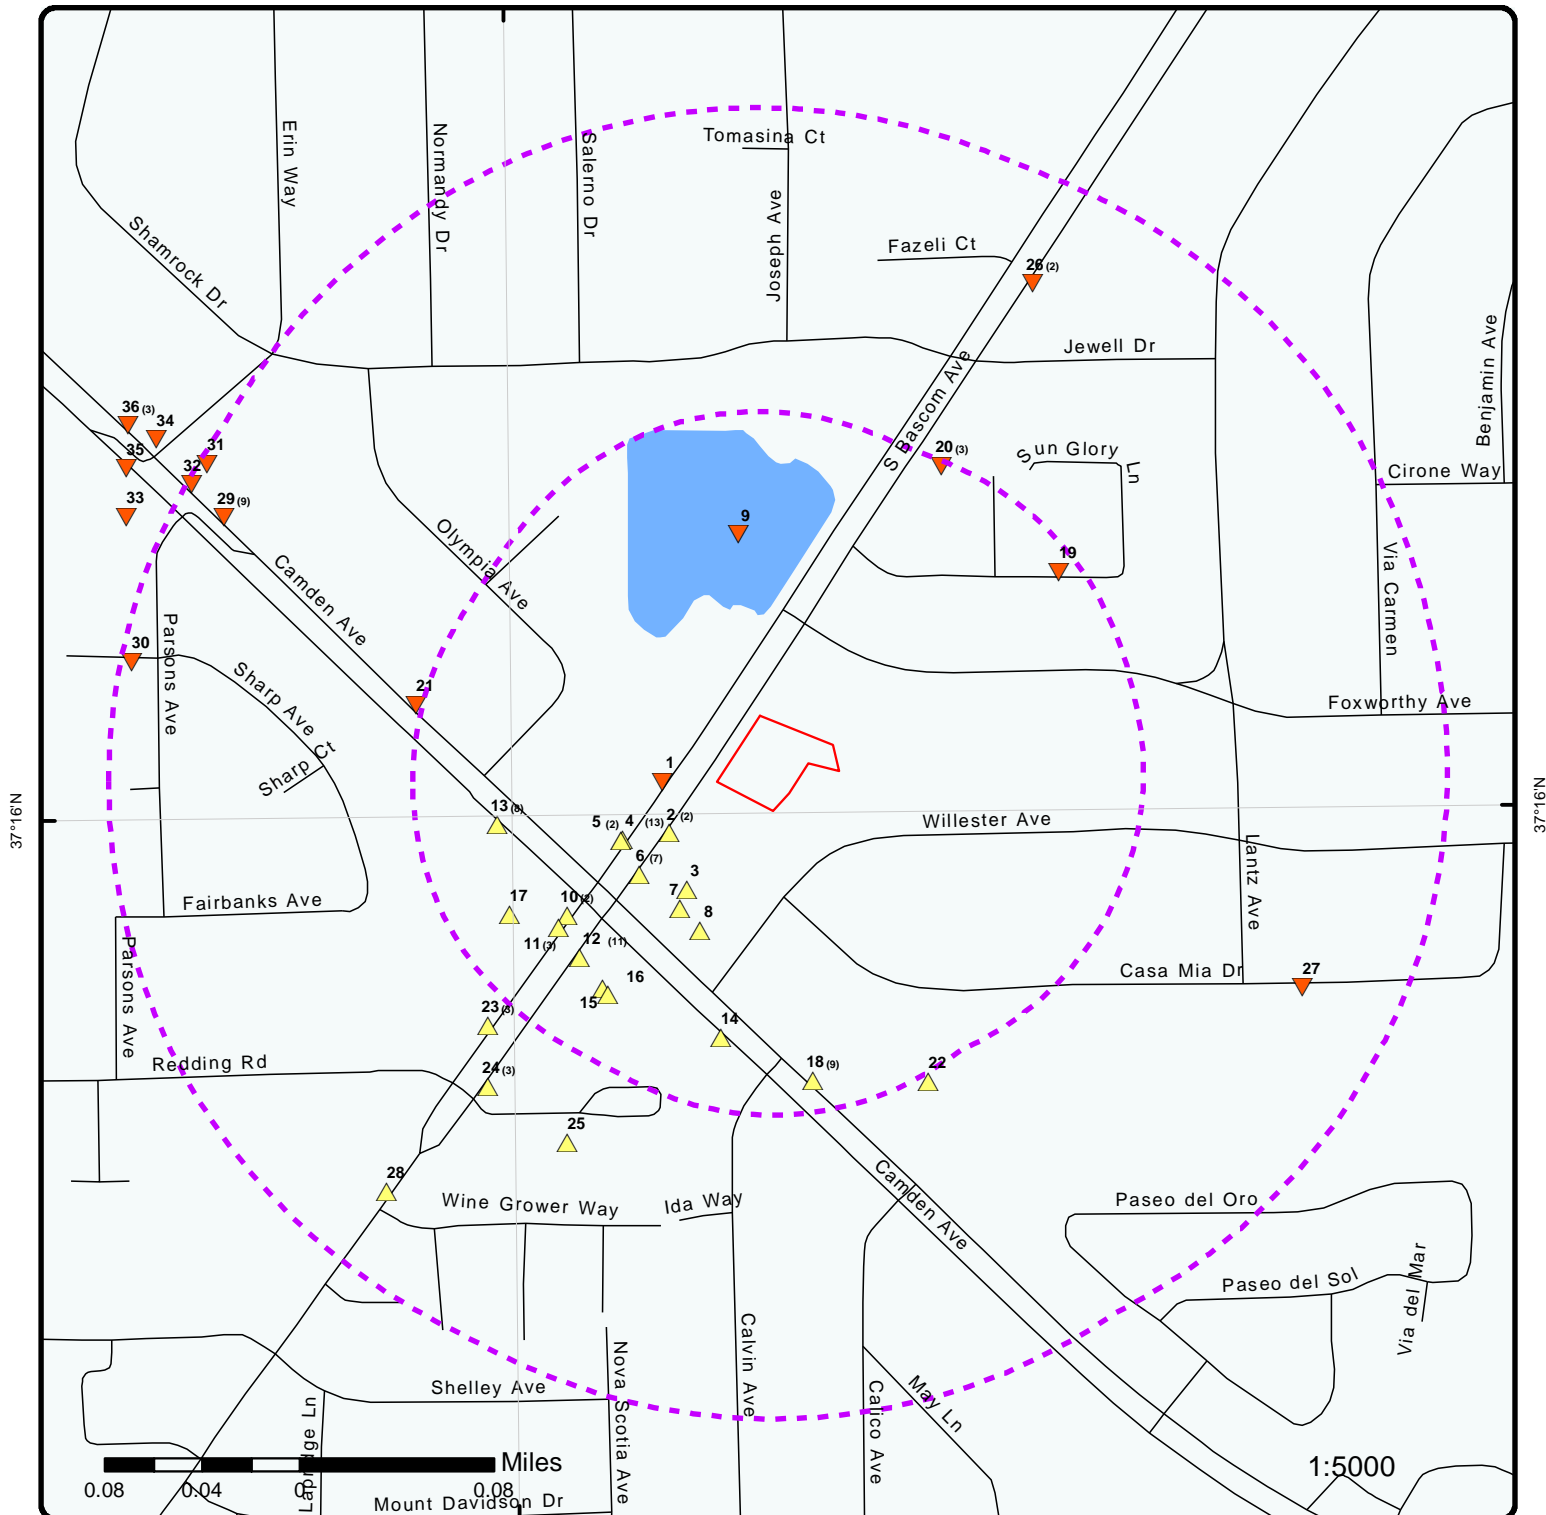 Tomasina Ct
Erin Way
Normandy Dr
Salerno Dr
Joseph Ave
Shamrock Dr
Fazeli Ct
26 (2)
Jewell Dr
Benjamin Ave
S Bascom Ave
36 (3)
34
35
31
32
33
29 (9)
20 (3)
Sun Glory Ln
Cirone Way
9
Olympia Ave
19
Camden Ave
Via Carmen
30
Parsons Ave
Sharp Ave
21
Foxworthy Ave
Sharp Ct
1
37°16'N
37°16'N
13 (8)
5 (2)
4 (13)
2 (2)
Willester Ave
6 (7)
3
7
8
Lantz Ave
Fairbanks Ave
17
10 (2)
11 (3)
12 (11)
Parsons Ave
16
15
Casa Mia Dr
27
23 (3)
14
Redding Rd
24 (3)
18 (9)
22
25
28
Wine Grower Way
Ida Way
Camden Ave
Paseo del Oro
Paseo del Sol
Via del Mar
Calvin Ave
Nova Scotia Ave
Shelley Ave
Calico Ave
May Ln
Miles
1:5000
0.08
0.04
0
0.08
Mount Davidson Dr